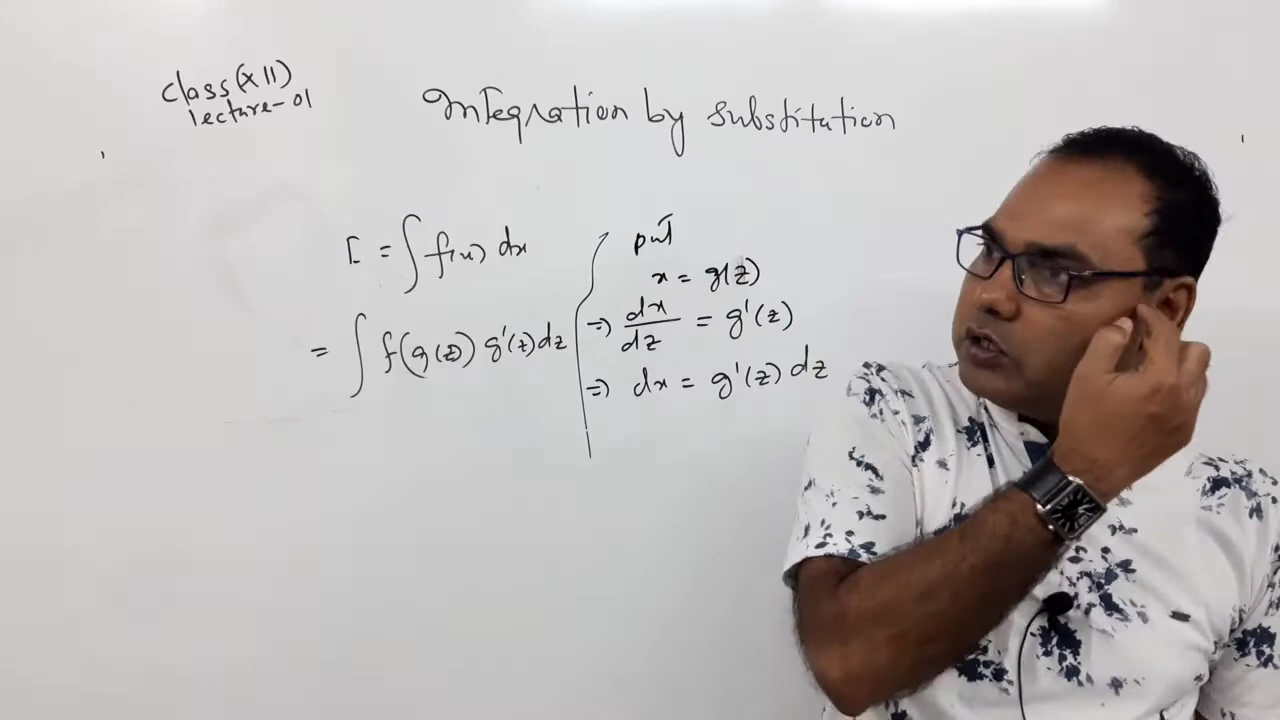 Class(XII)
lecture-01
Integration by substitution
I = ∫ f(x) dx
= ∫ f(g(z)) g'(z) dz
put
x = g(z)
⇒ dx/dz = g'(z)
⇒ dx = g'(z) dz